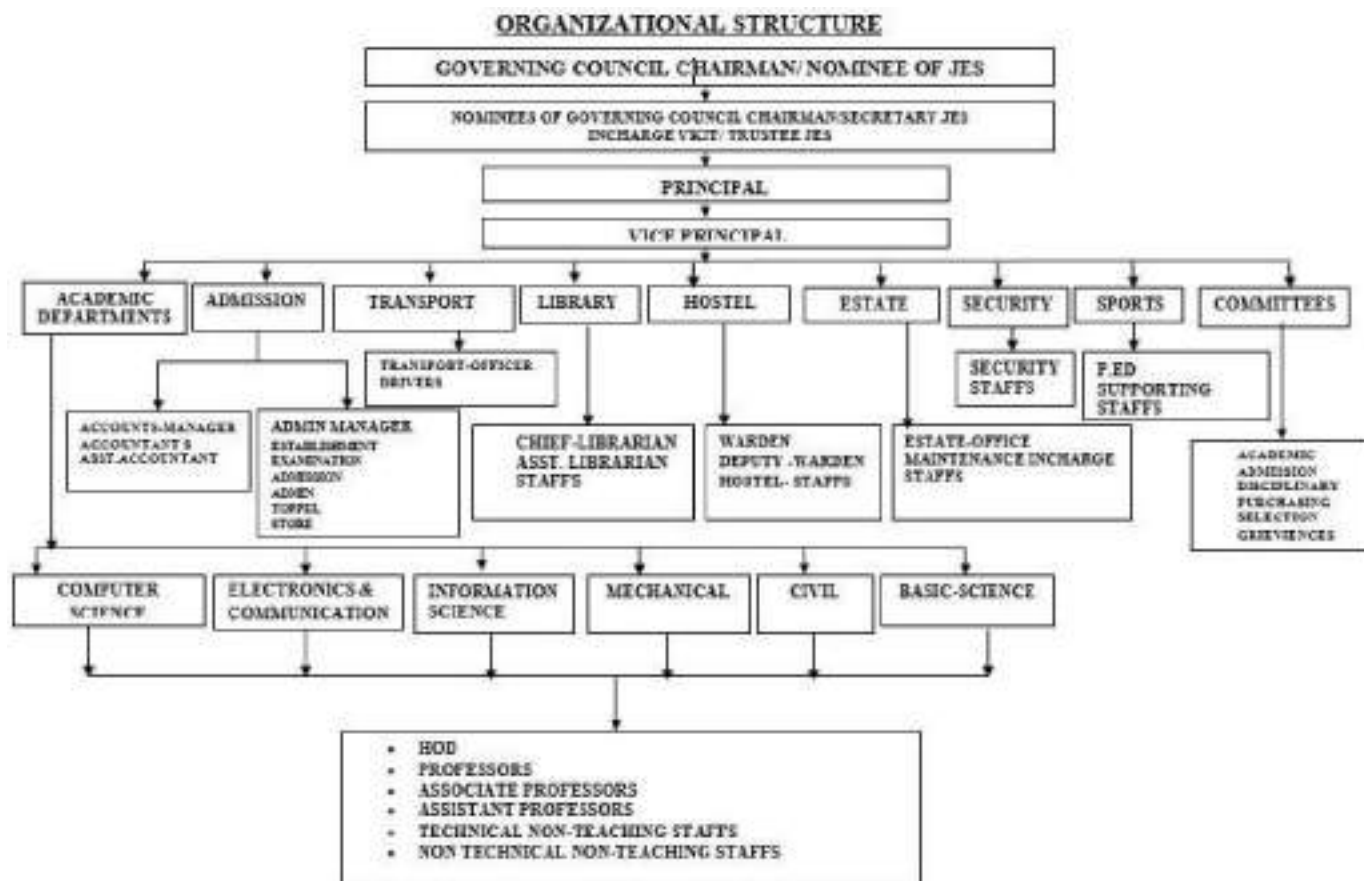 ORGANIZATIONAL STRUCTURE
GOVERNING COUNCIL CHAIRMAN/ NOMINEE OF JES
NOMINEES OF GOVERNING COUNCIL CHAIRMAN/SECRETARY JES
INCHARGE VKIT/ TRUSTEE JES
PRINCIPAL
VICE PRINCIPAL
ACADEMIC
DEPARTMENTS
ADMISSION
TRANSPORT
LIBRARY
HOSTEL
ESTATE
SECURITY
SPORTS
COMMITTEES
TRANSPORT-OFFICER
DRIVERS
SECURITY
STAFFS
P.ED
SUPPORTING
STAFFS
ACCOUNTS-MANAGER
ACCOUNTANT S
ASST.ACCOUNTANT
ADMIN MANAGER
ESTABLISHMENT
EXAMINATION
ADMISSION
ADMIN
STORE
CHIEF-LIBRARIAN
ASST. LIBRARIAN
STAFFS
WARDEN
DEPUTY -WARDEN
HOSTEL- STAFFS
ESTATE-OFFICE
MAINTENANCE INCHARGE
STAFFS
ACADEMIC
ADMISSION
DISCIPLINARY
PURCHASING
SELECTION
GRIEVIENCES
COMPUTER
SCIENCE
ELECTRONICS &
COMMUNICATION
INFORMATION
SCIENCE
MECHANICAL
CIVIL
BASIC-SCIENCE
• HOD
• PROFESSORS
• ASSOCIATE PROFESSORS
• ASSISTANT PROFESSORS
• TECHNICAL NON-TEACHING STAFFS
• NON TECHNICAL NON-TEACHING STAFFS